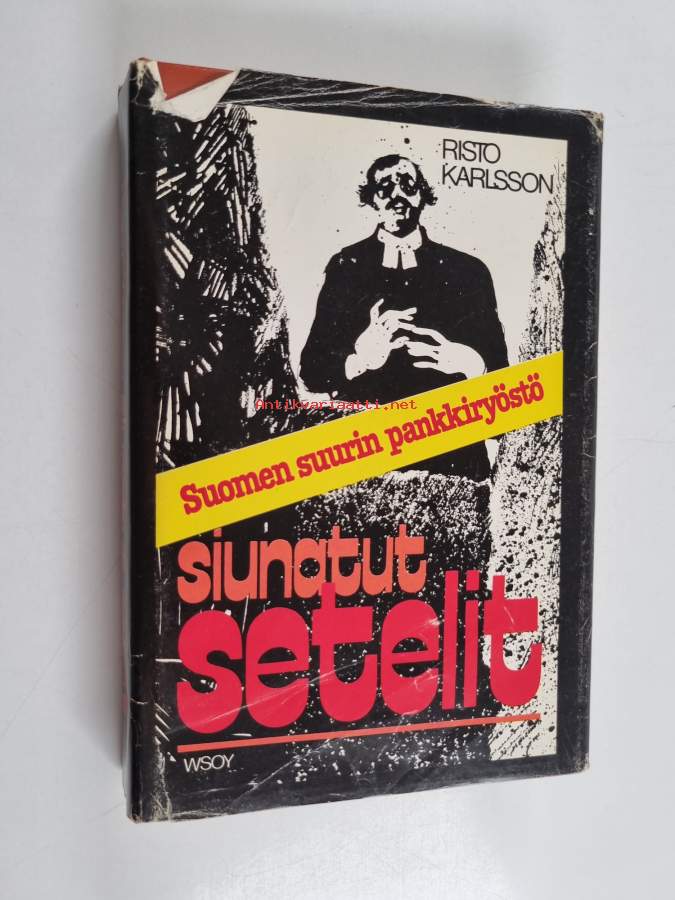 RISTO
KARLSSON
Antikvariaatti.net
Suomen suurin pankkiryöstö
siunatut
setelit
WSOY